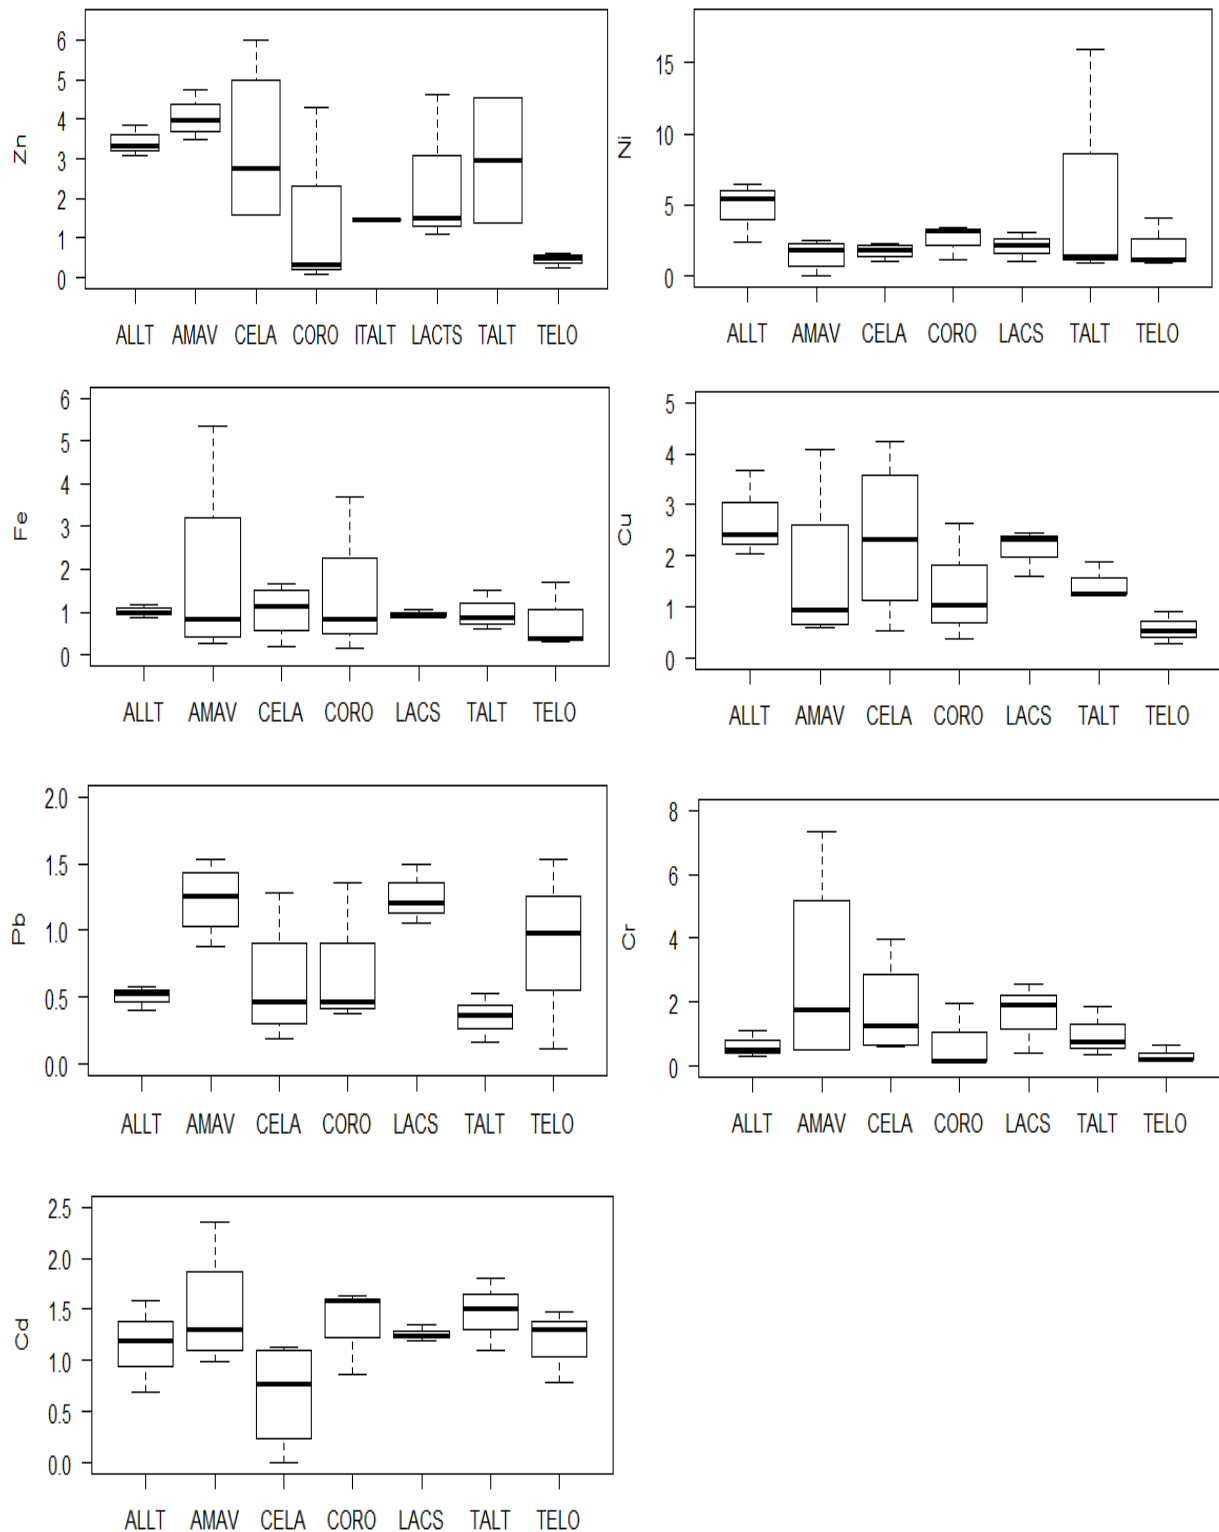 Zn
6
5
4
3
2
1
0
ALLT AMAV CELA CORO ITALT LACTS TALT TELO
Ni
15
10
5
0
ALLT AMAV CELA CORO LACS TALT TELO
Fe
6
5
4
3
2
1
0
ALLT AMAV CELA CORO LACS TALT TELO
Cu
5
4
3
2
1
0
ALLT AMAV CELA CORO LACS TALT TELO
Pb
2.0
1.5
1.0
0.5
0.0
ALLT AMAV CELA CORO LACS TALT TELO
Cr
8
6
4
2
0
ALLT AMAV CELA CORO LACS TALT TELO
Cd
2.5
2.0
1.5
1.0
0.5
0.0
ALLT AMAV CELA CORO LACS TALT TELO